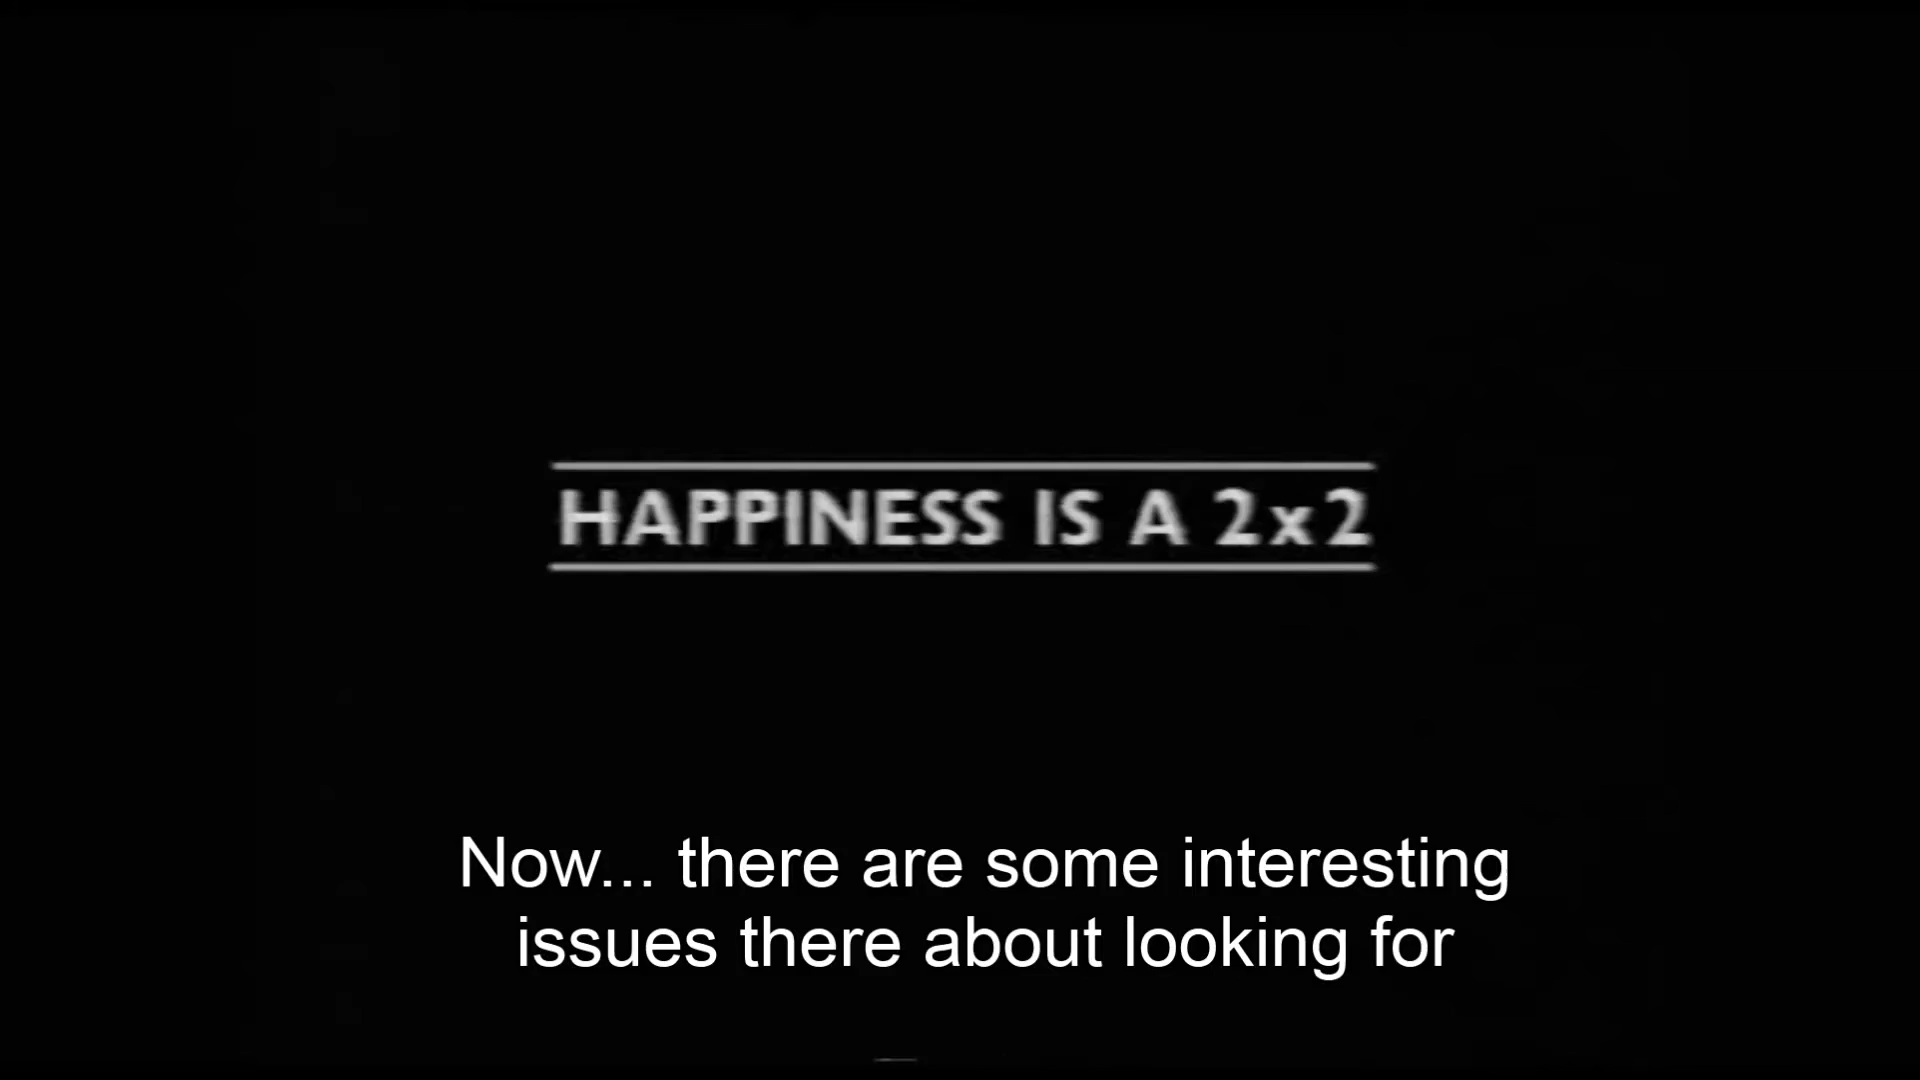 HAPPINESS IS A 2x2
Now... there are some interesting
issues there about looking for